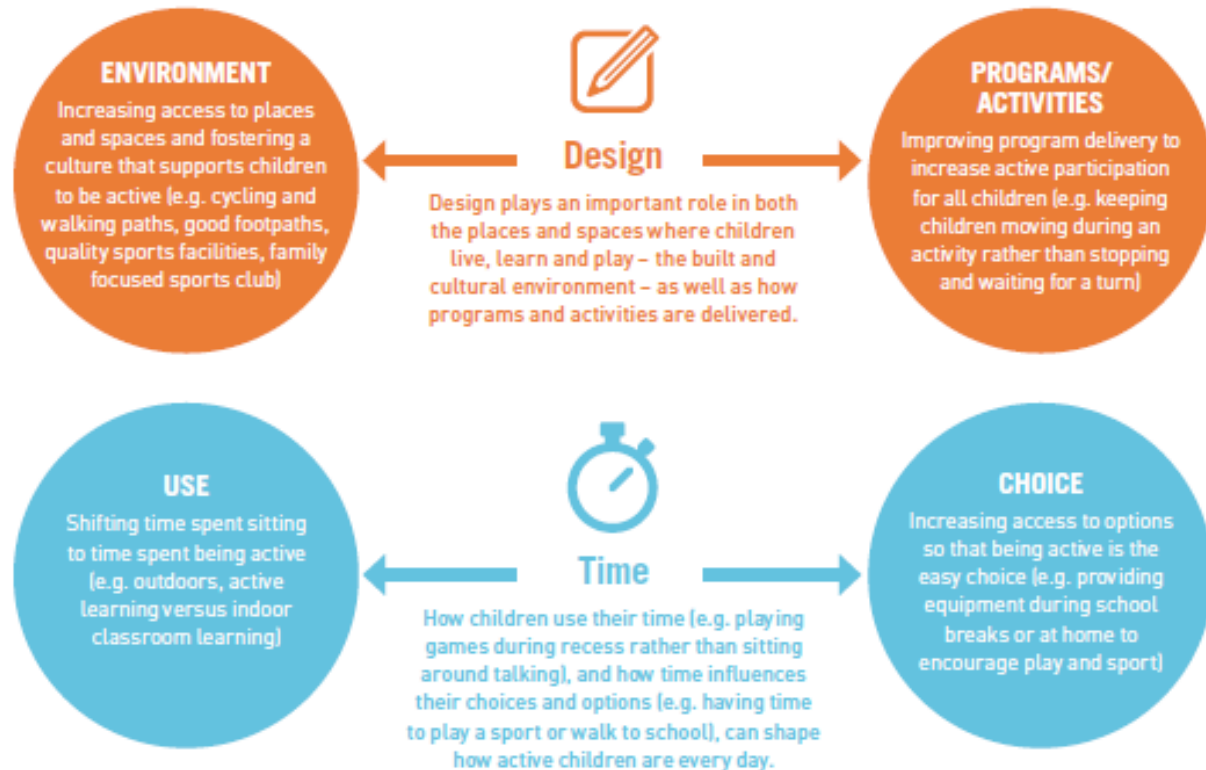 ENVIRONMENT
Increasing access to places
and spaces and fostering a
culture that supports children
to be active (e.g. cycling and
walking paths, good footpaths,
quality sports facilities, family
focused sports club)
Design
Design plays an important role in both
the places and spaces where children
live, learn and play – the built and
cultural environment – as well as how
programs and activities are delivered.
PROGRAMS/
ACTIVITIES
Improving program delivery to
increase active participation
for all children (e.g. keeping
children moving during an
activity rather than stopping
and waiting for a turn)
USE
Shifting time spent sitting
to time spent being active
(e.g. outdoors, active
learning versus indoor
classroom learning)
Time
How children use their time (e.g. playing
games during recess rather than sitting
around talking), and how time influences
their choices and options (e.g. having time
to play a sport or walk to school), can shape
how active children are every day.
CHOICE
Increasing access to options
so that being active is the
easy choice (e.g. providing
equipment during school
breaks or at home to
encourage play and sport)